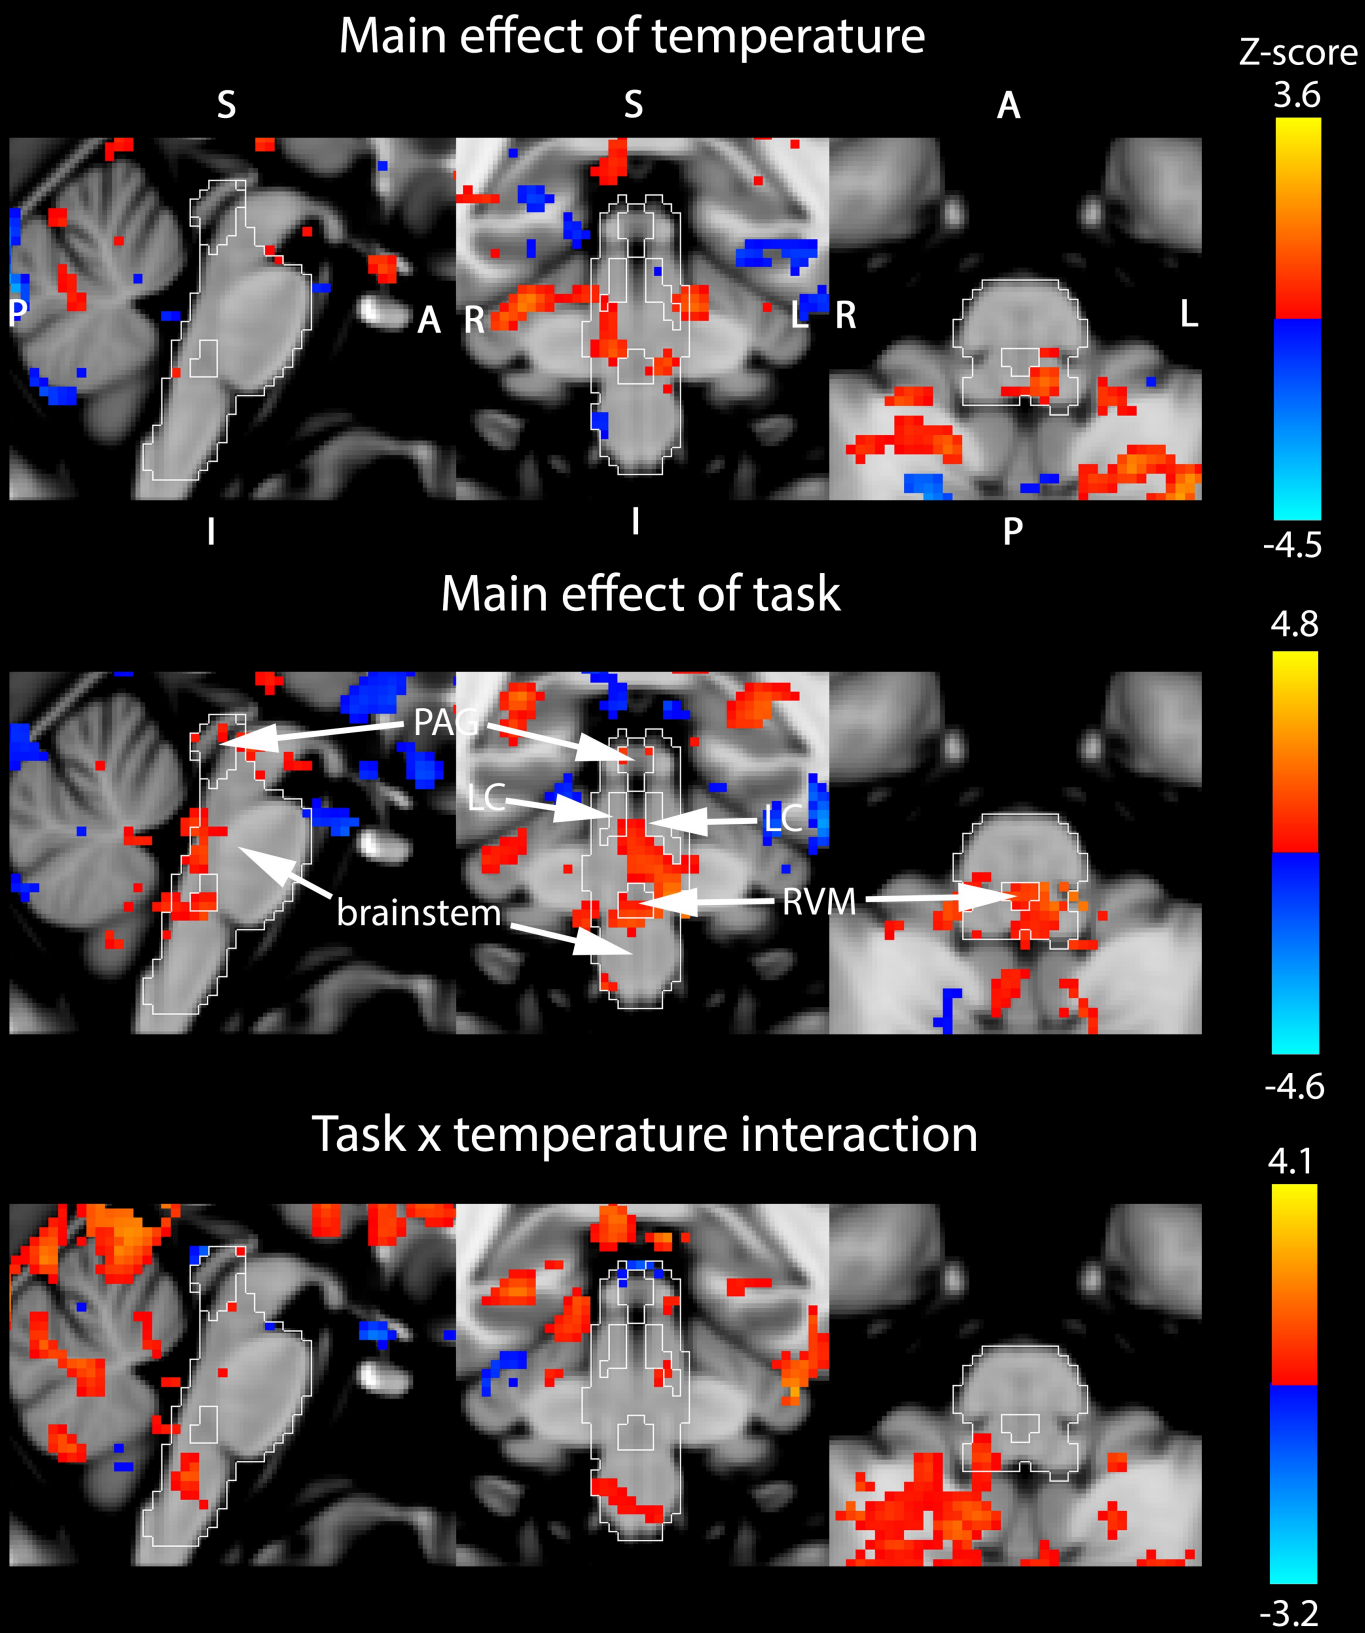 Main effect of temperature
Z-score
3.6
S
S
A
P
A
R
L
R
L
I
I
P
-4.5
Main effect of task
4.8
PAG
LC
LC
RVM
brainstem
-4.6
Task x temperature interaction
4.1
-3.2